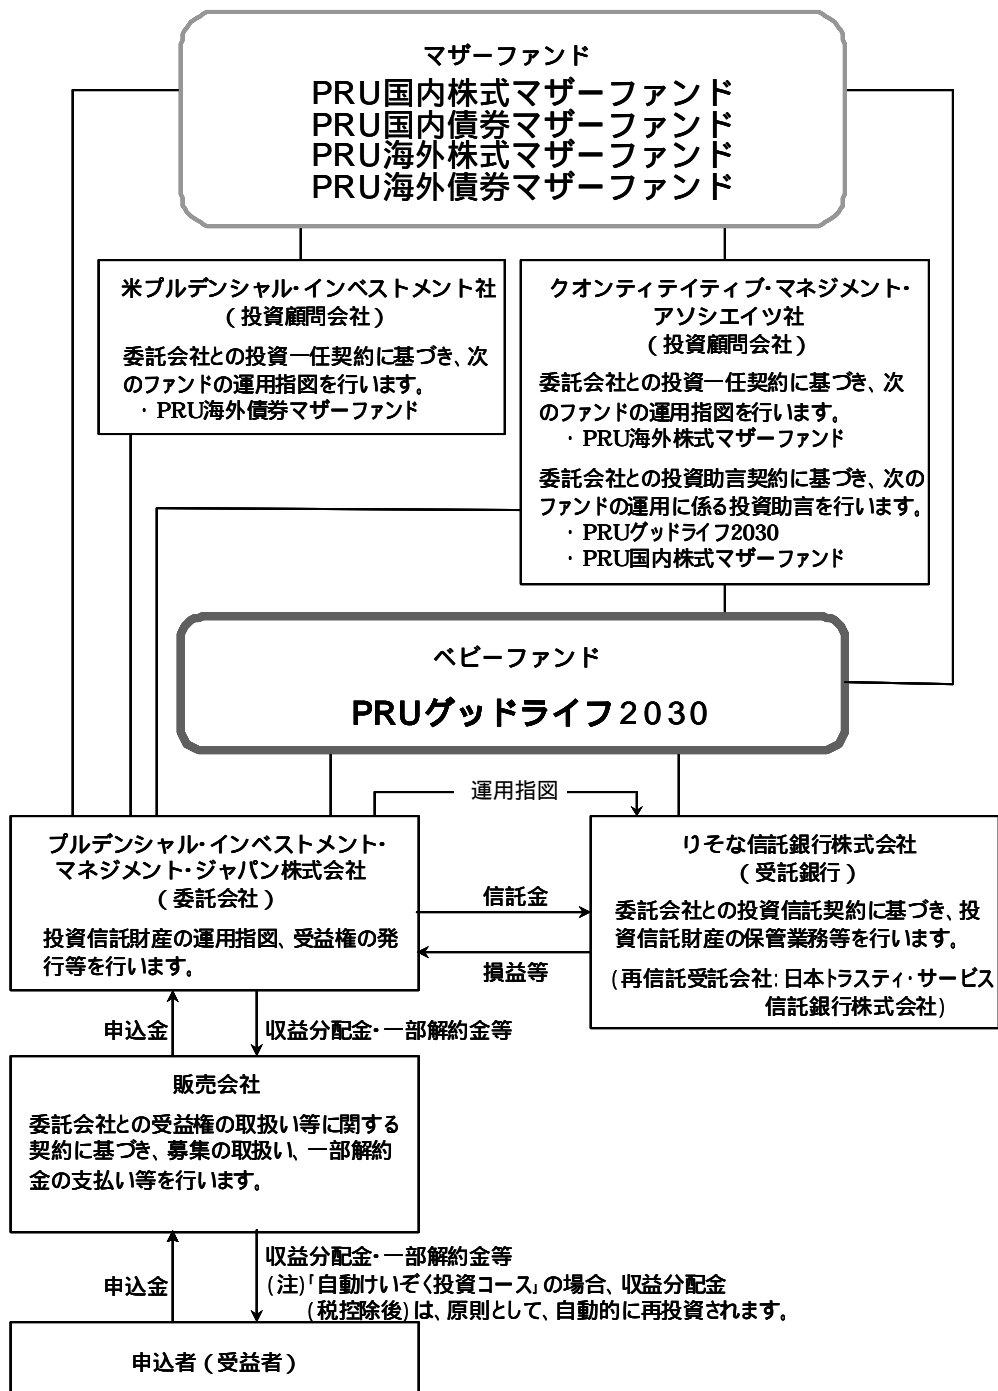 マザーファンド
PRU国内株式マザーファンド
PRU国内債券マザーファンド
PRU海外株式マザーファンド
PRU海外債券マザーファンド
米プルデンシャル・インベストメント社
(投資顧問会社)
委託会社との投資一任契約に基づき、次
のファンドの運用指図を行います。
・PRU海外債券マザーファンド
クオンティテイティブ・マネジメント・
アソシエイツ社
(投資顧問会社)
委託会社との投資一任契約に基づき、次
のファンドの運用指図を行います。
・PRU海外株式マザーファンド
委託会社との投資助言契約に基づき、次の
ファンドの運用に係る投資助言を行います。
・PRUグッドライフ2030
・PRU国内株式マザーファンド
ベビーファンド
PRUグッドライフ2030
運用指図
プルデンシャル・インベストメント・
マネジメント・ジャパン株式会社
(委託会社)
投資信託財産の運用指図、受益権の発
行等を行います。
信託金
損益等
りそな信託銀行株式会社
(受託銀行)
委託会社との投資信託契約に基づき、投
資信託財産の保管業務等を行います。
(再信託受託会社:日本トラスティ・サービス
信託銀行株式会社)
申込金
収益分配金・一部解約金等
販売会社
委託会社との受益権の取扱い等に関する
契約に基づき、募集の取扱い、一部解約
金の支払い等を行います。
申込金
収益分配金・一部解約金等
(注)「自動けいぞく投資コース」の場合、収益分配金
(税控除後)は、原則として、自動的に再投資されます。
申込者(受益者)